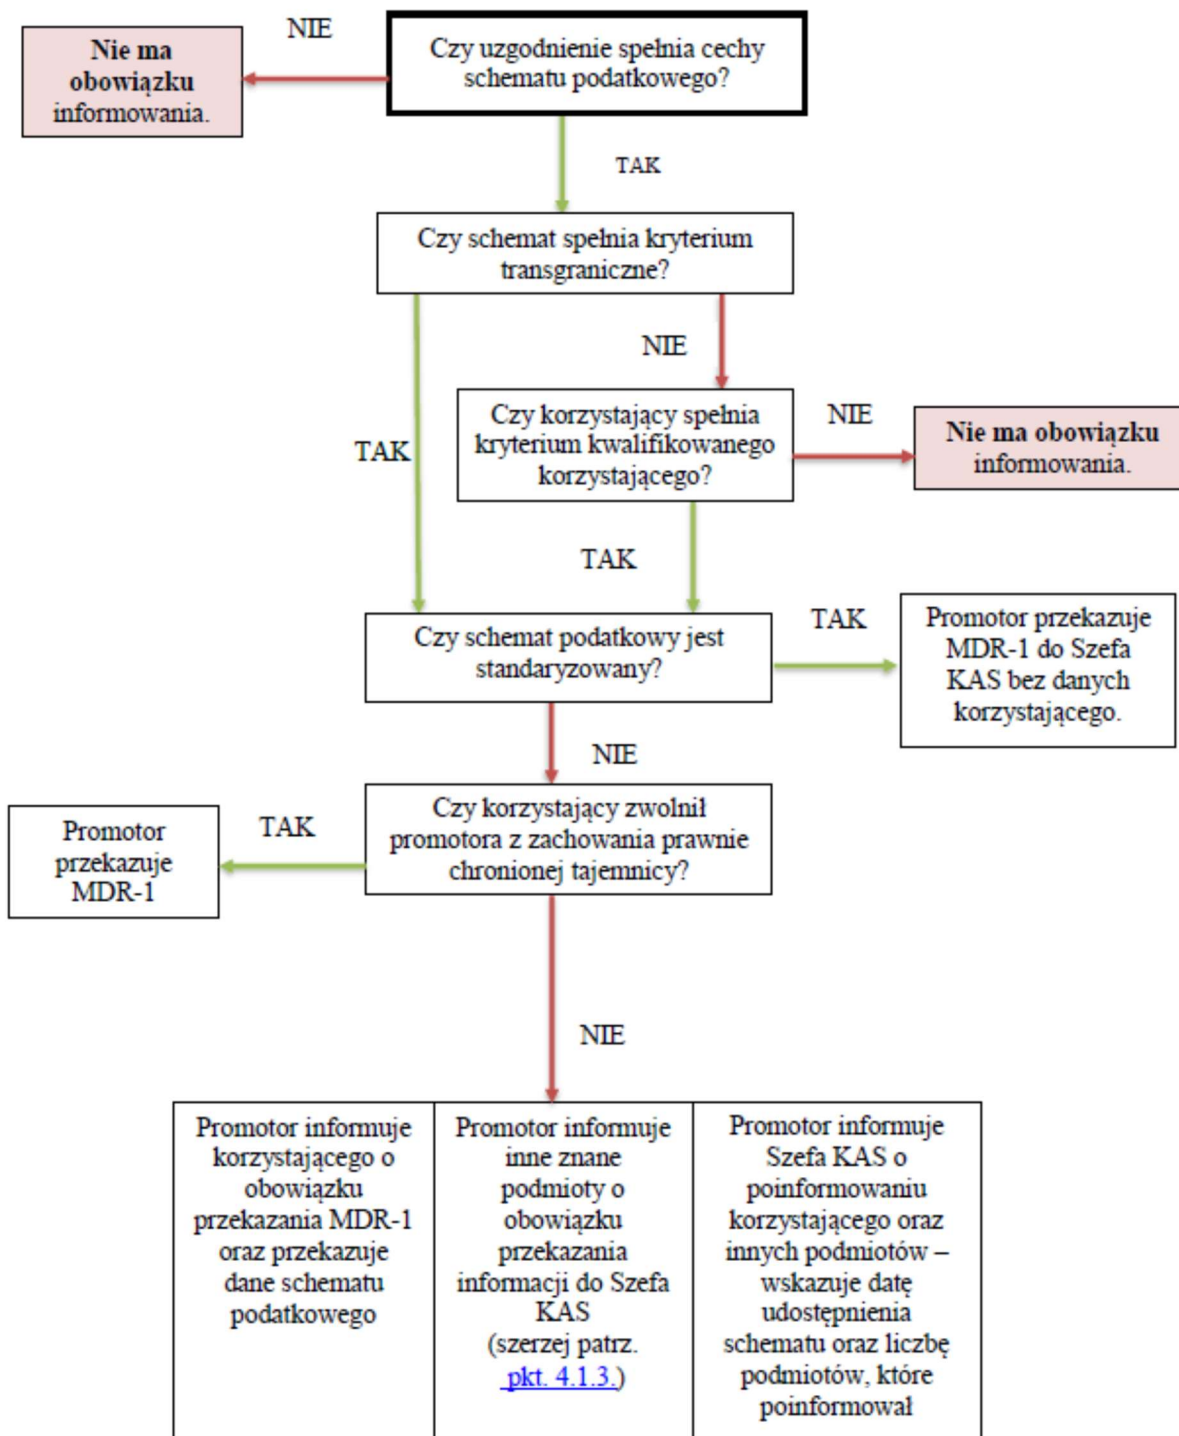 NIE
Czy uzgodnienie spełnia cechy
schematu podatkowego?
Nie ma
obowiązku
informowania.
TAK
Czy schemat spełnia kryterium
transgraniczne?
NIE
Czy korzystający spełnia
kryterium kwalifikowanego
korzystającego?
NIE
Nie ma obowiązku
informowania.
TAK
TAK
Czy schemat podatkowy jest
standaryzowany?
TAK
Promotor przekazuje
MDR-1 do Szefa
KAS bez danych
korzystającego.
NIE
Czy korzystający zwolnił
promotora z zachowania prawnie
chronionej tajemnicy?
TAK
Promotor
przekazuje
MDR-1
NIE
Promotor informuje
korzystającego o
obowiązku
przekazania MDR-1
oraz przekazuje
dane schematu
podatkowego
Promotor informuje
inne znane
podmioty o
obowiązku
przekazania
informacji do Szefa
KAS
(szerzej patrz.
pkt. 4.1.3.)
Promotor informuje
Szefa KAS o
poinformowaniu
korzystającego oraz
innych podmiotów –
wskazuje datę
udostępnienia
schematu oraz liczbę
podmiotów, które
poinformował